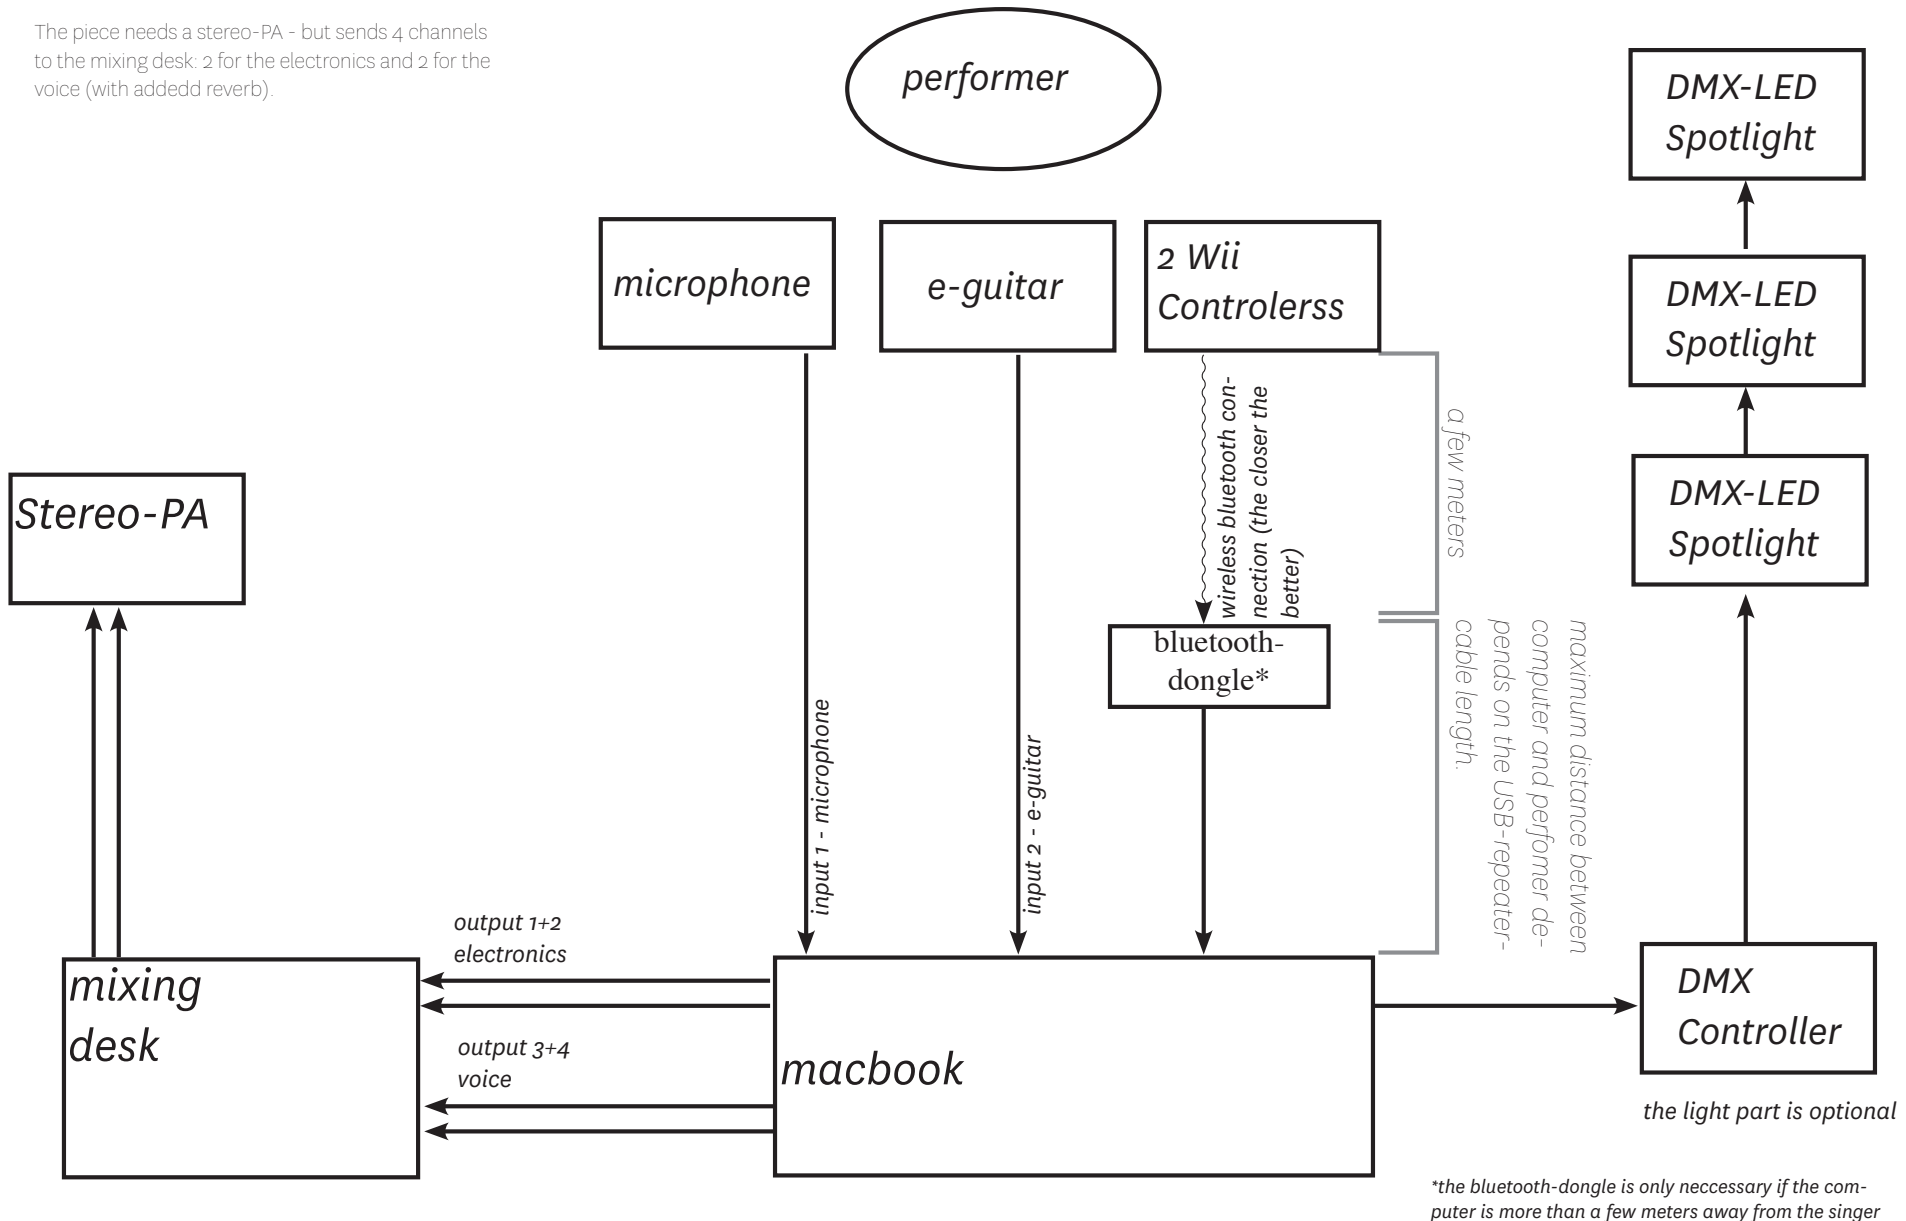 The piece needs a stereo-PA - but sends 4 channels
to the mixing desk: 2 for the electronics and 2 for the
voice (with addedd reverb).
performer
DMX-LED
Spotlight
microphone
e-guitar
2 Wii
Controlerss
DMX-LED
Spotlight
wireless bluetooth con-
nection (the closer the
better)
a few meters
DMX-LED
Spotlight
Stereo-PA
bluetooth-
dongle*
maximum distance between
computer and perfomer de-
pends on the USB-repeater-
cable length.
input 1 - microphone
input 2 - e-guitar
output 1+2
electronics
mixing
desk
output 3+4
voice
macbook
DMX
Controller
the light part is optional
*the bluetooth-dongle is only neccessary if the com-
puter is more than a few meters away from the singer